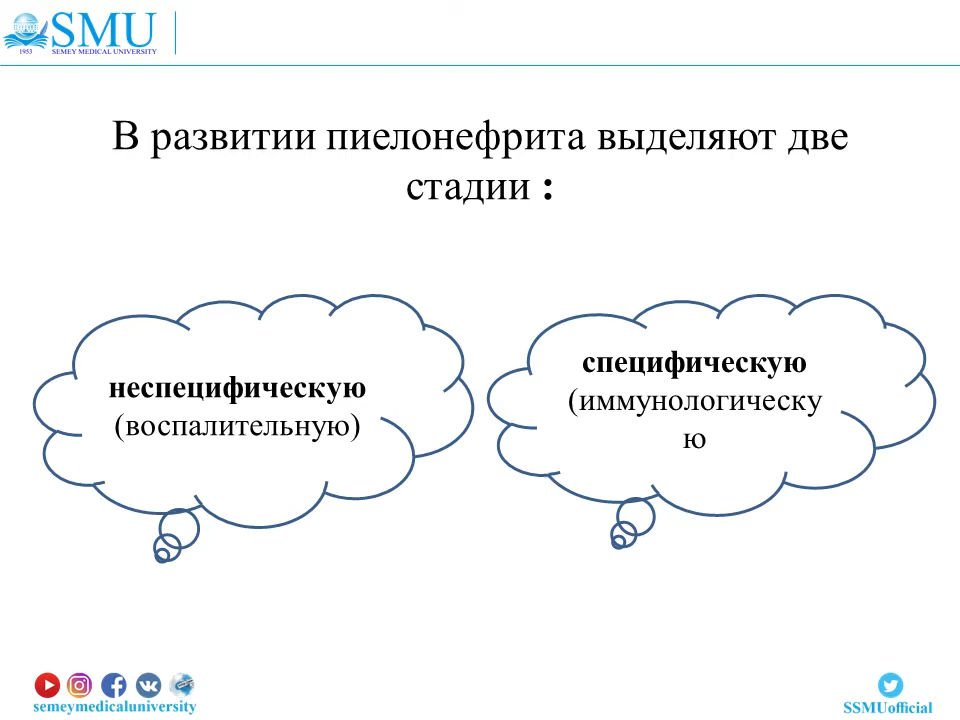 SMU
1953 SEMEY MEDICAL UNIVERSITY
В развитии пиелонефрита выделяют две
стадии :
неспецифическую
(воспалительную)
специфическую
(иммунологическу
ю
semeymedicaluniversity
SSMUofficial